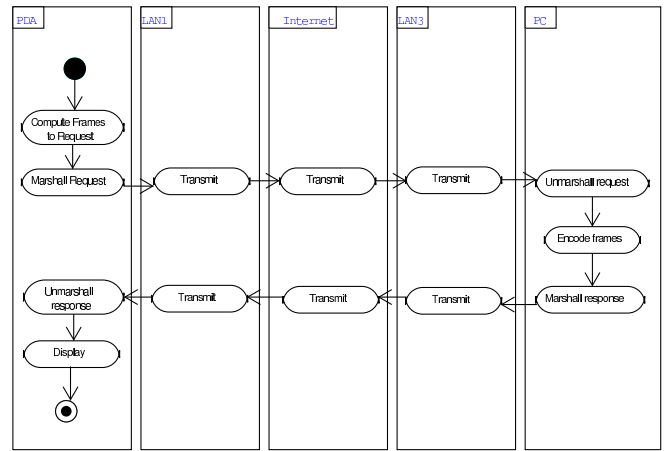 PDA
LAN1
Internet
LAN3
PC
Compute Frames
to Request
Marshall Request
Transmit
Transmit
Transmit
Unmarshall request
Encode frames
Marshall response
Transmit
Transmit
Transmit
Unmarshall
response
Display